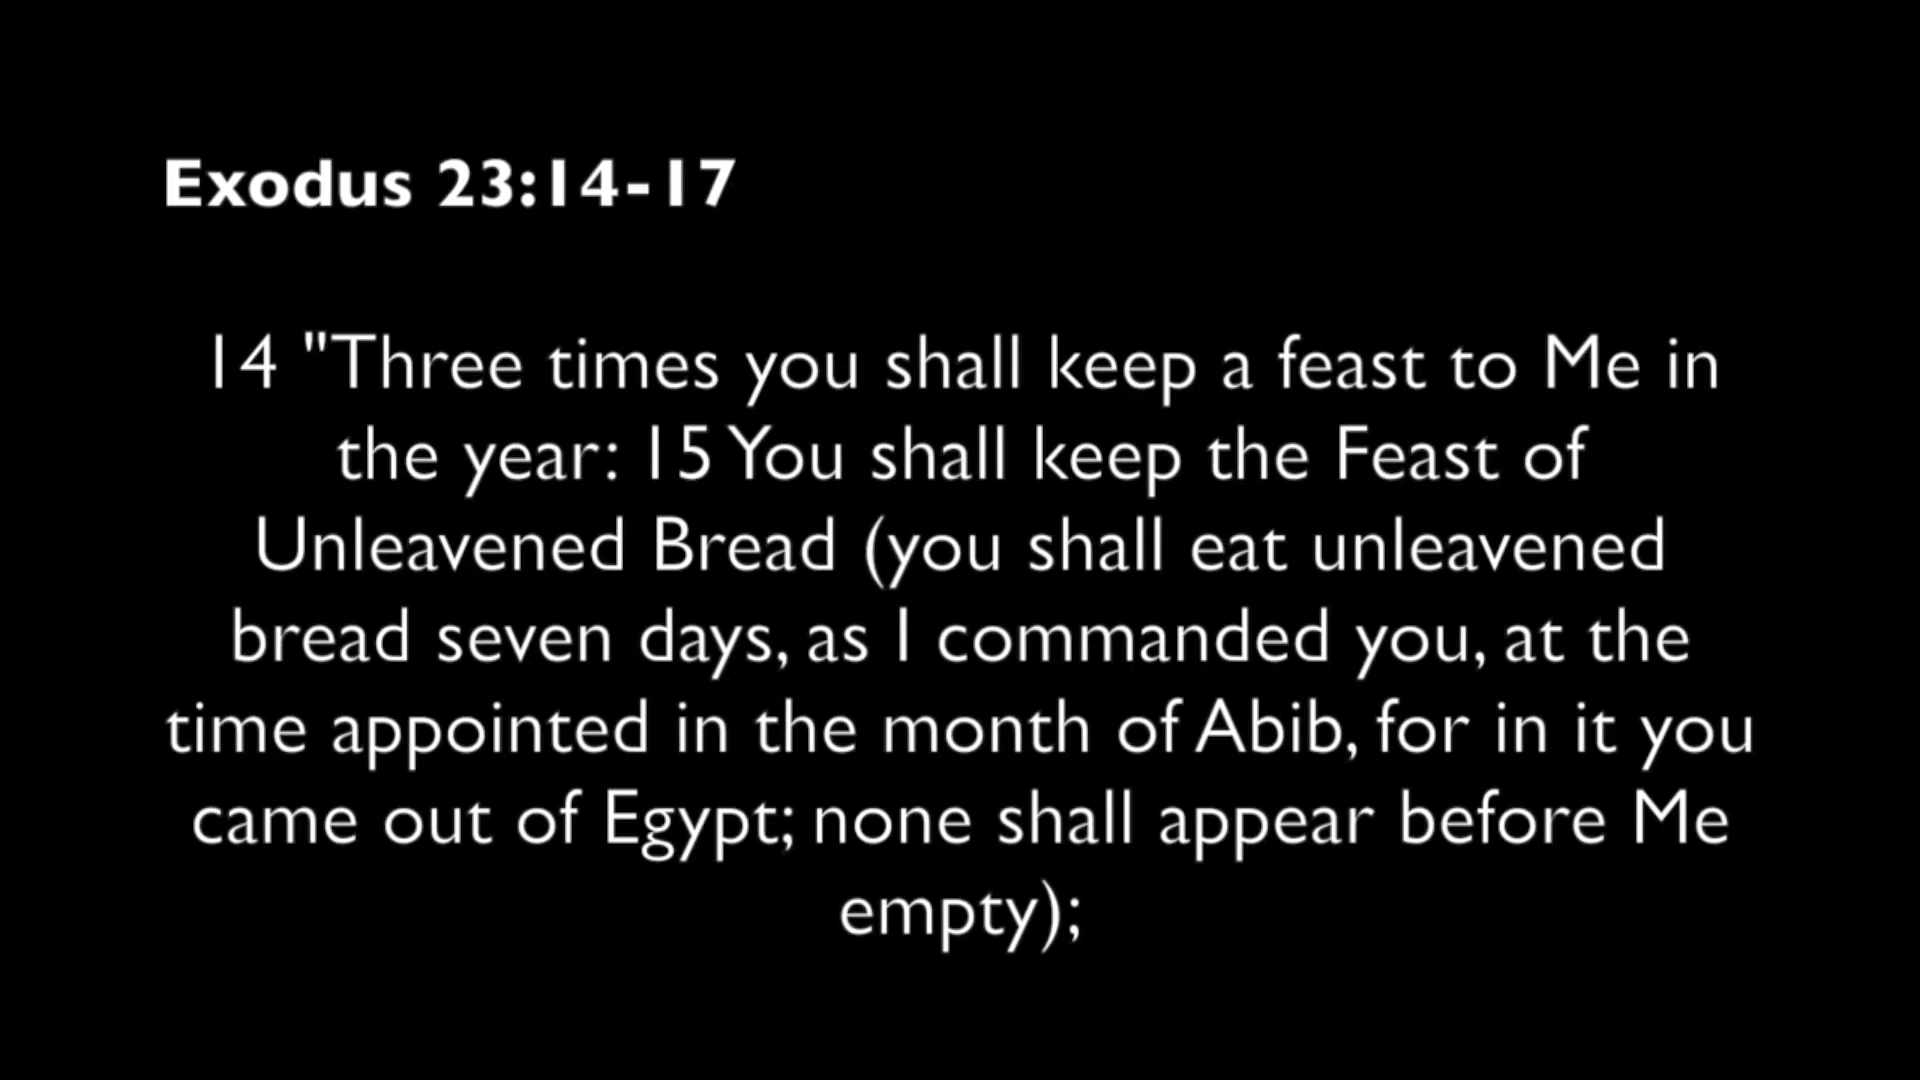 Exodus 23:14-17
14 "Three times you shall keep a feast to Me in
the year: 15 You shall keep the Feast of
Unleavened Bread (you shall eat unleavened
bread seven days, as I commanded you, at the
time appointed in the month of Abib, for in it you
came out of Egypt; none shall appear before Me
empty);